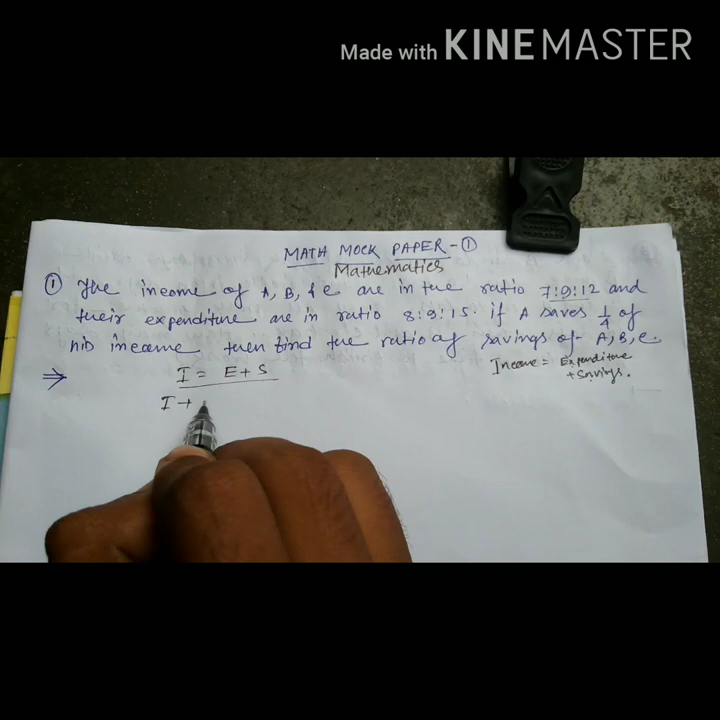 Made with KINEMASTER
MATH MOCK PAPER - ①
Mathematics
① The income of A, B, & C are in the ratio 7:9:12 and
their expenditure are in ratio 8:9:15. if A saves 1/4 of
his income then find the ratio of savings of A, B, C.
⇒ I = E + S
Income = Expenditure
+ Savings.
I →